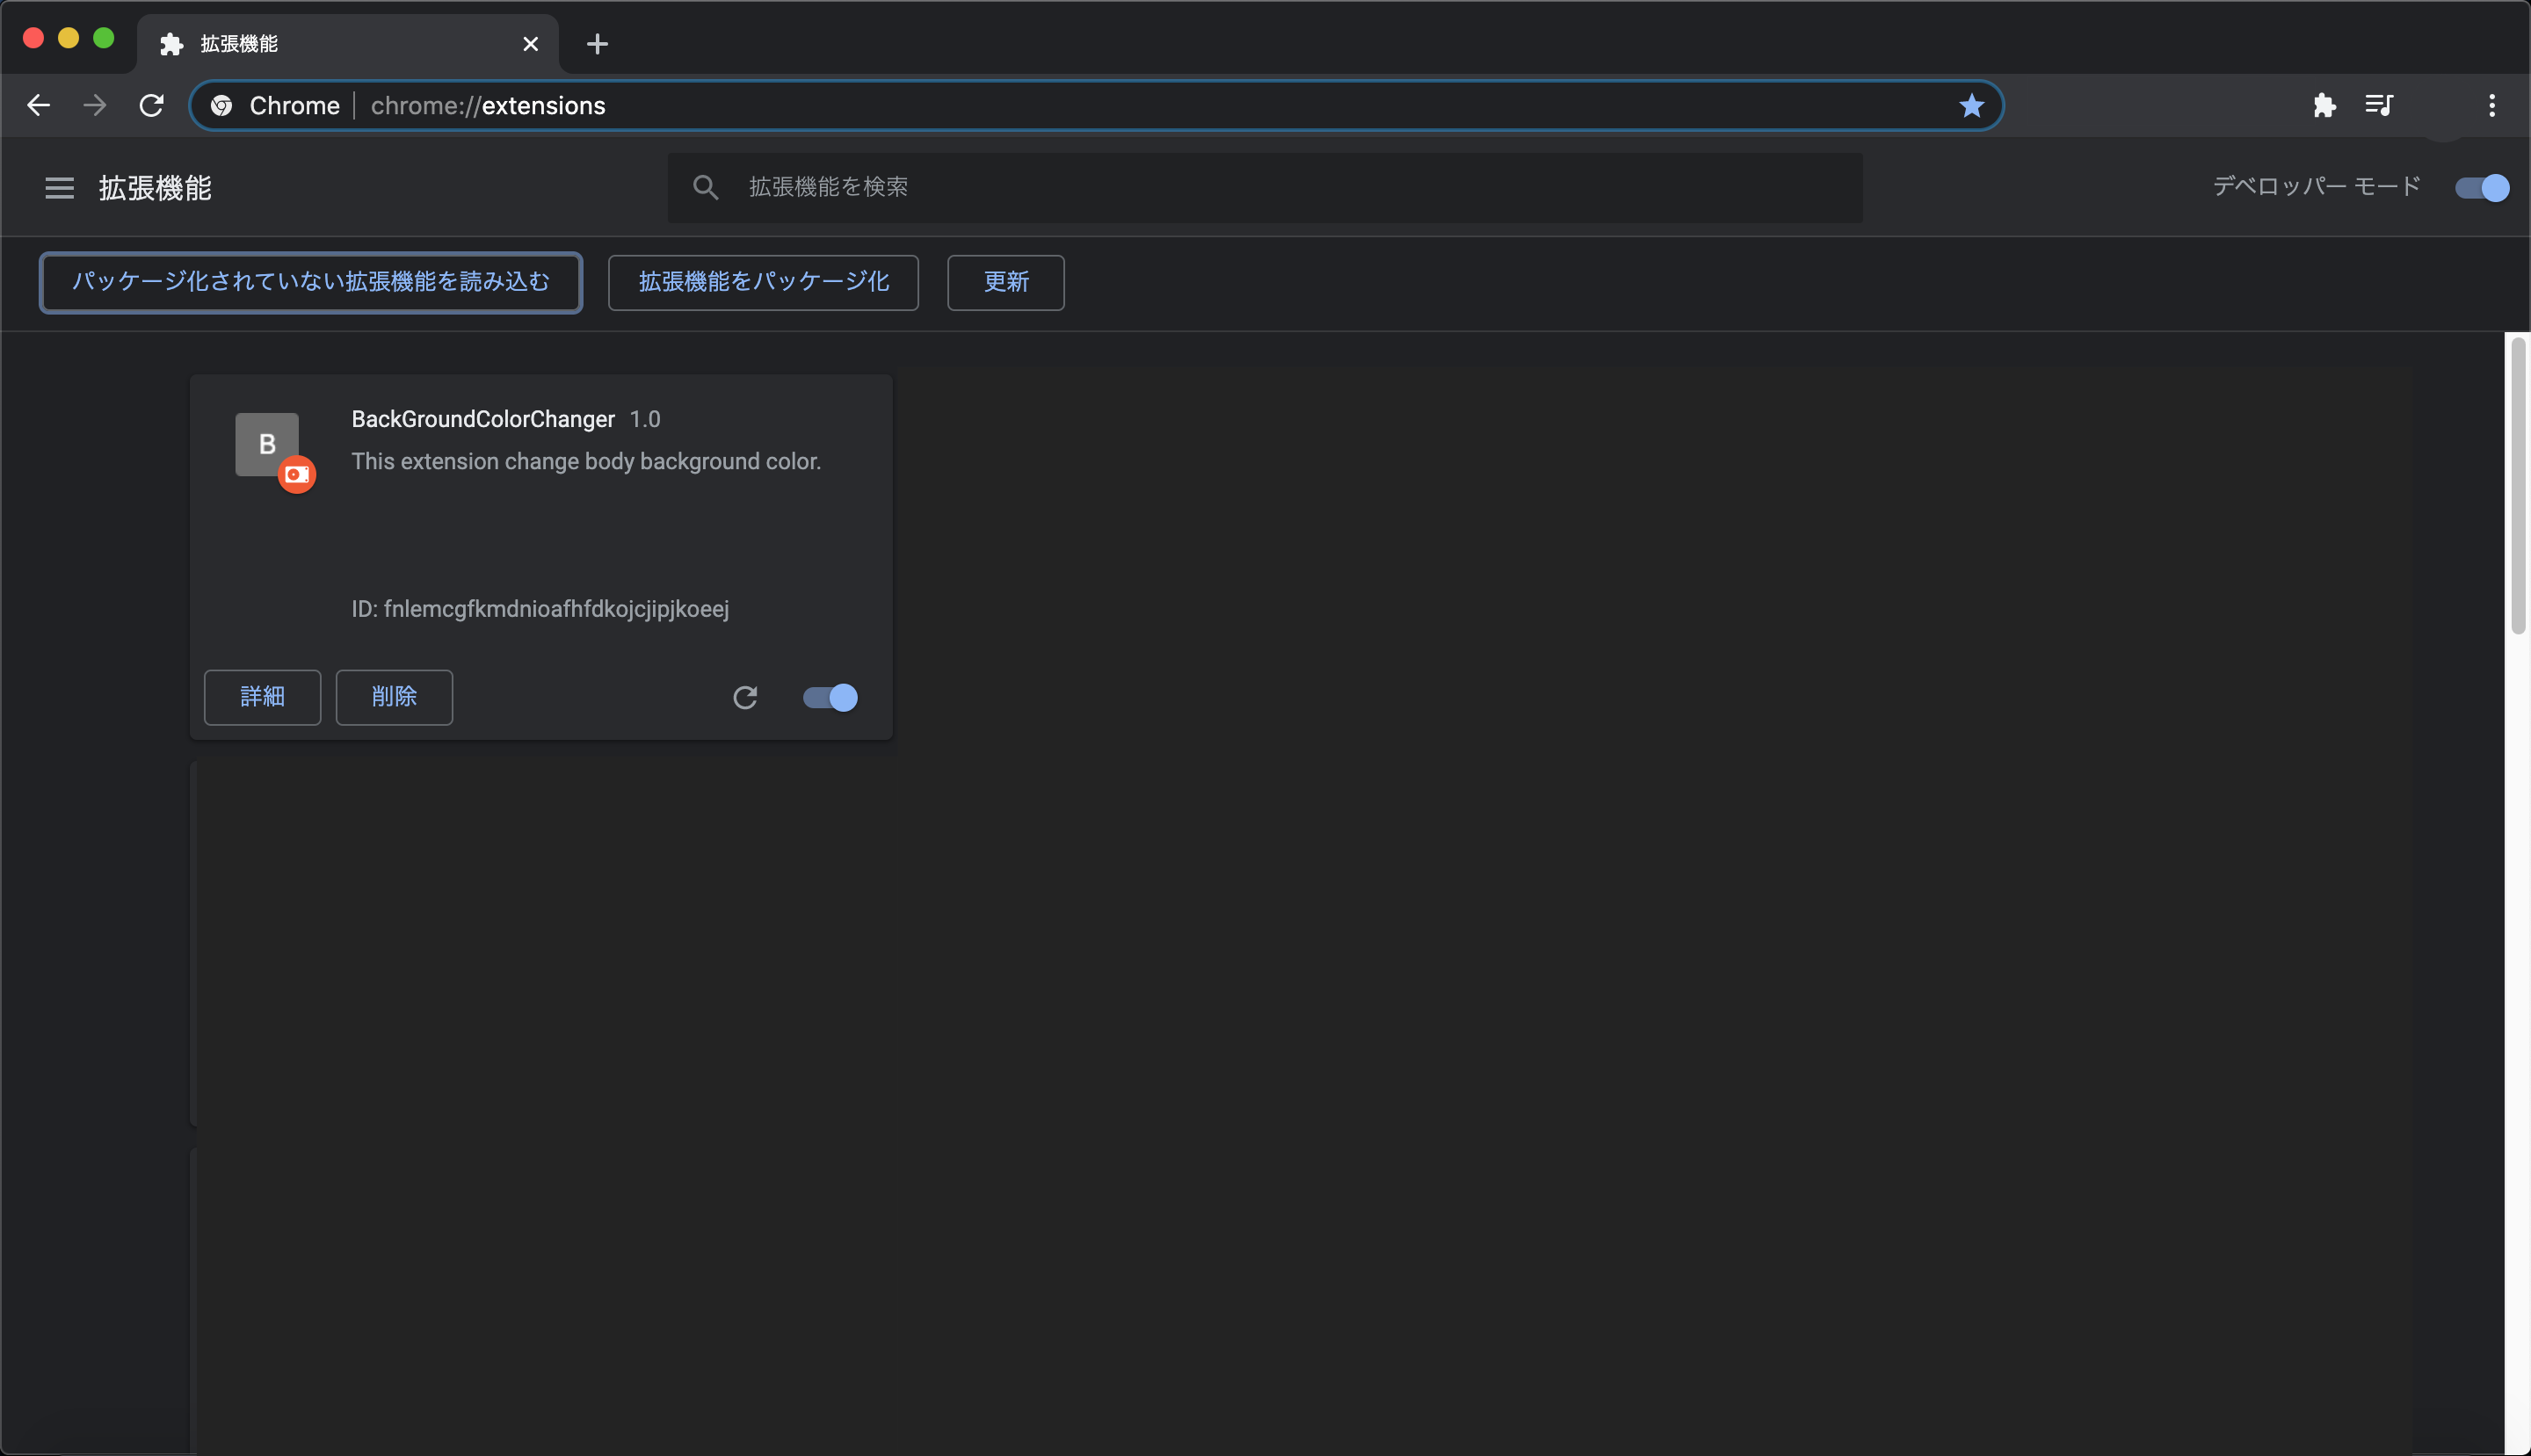 拡張機能
Chrome chrome://extensions
拡張機能
拡張機能を検索
デベロッパー モード
パッケージ化されていない拡張機能を読み込む
拡張機能をパッケージ化
更新
B
BackGroundColorChanger 1.0
This extension change body background color.
ID: fnlemcgfkmdnioafhfdkojcjipjkoeej
詳細
削除